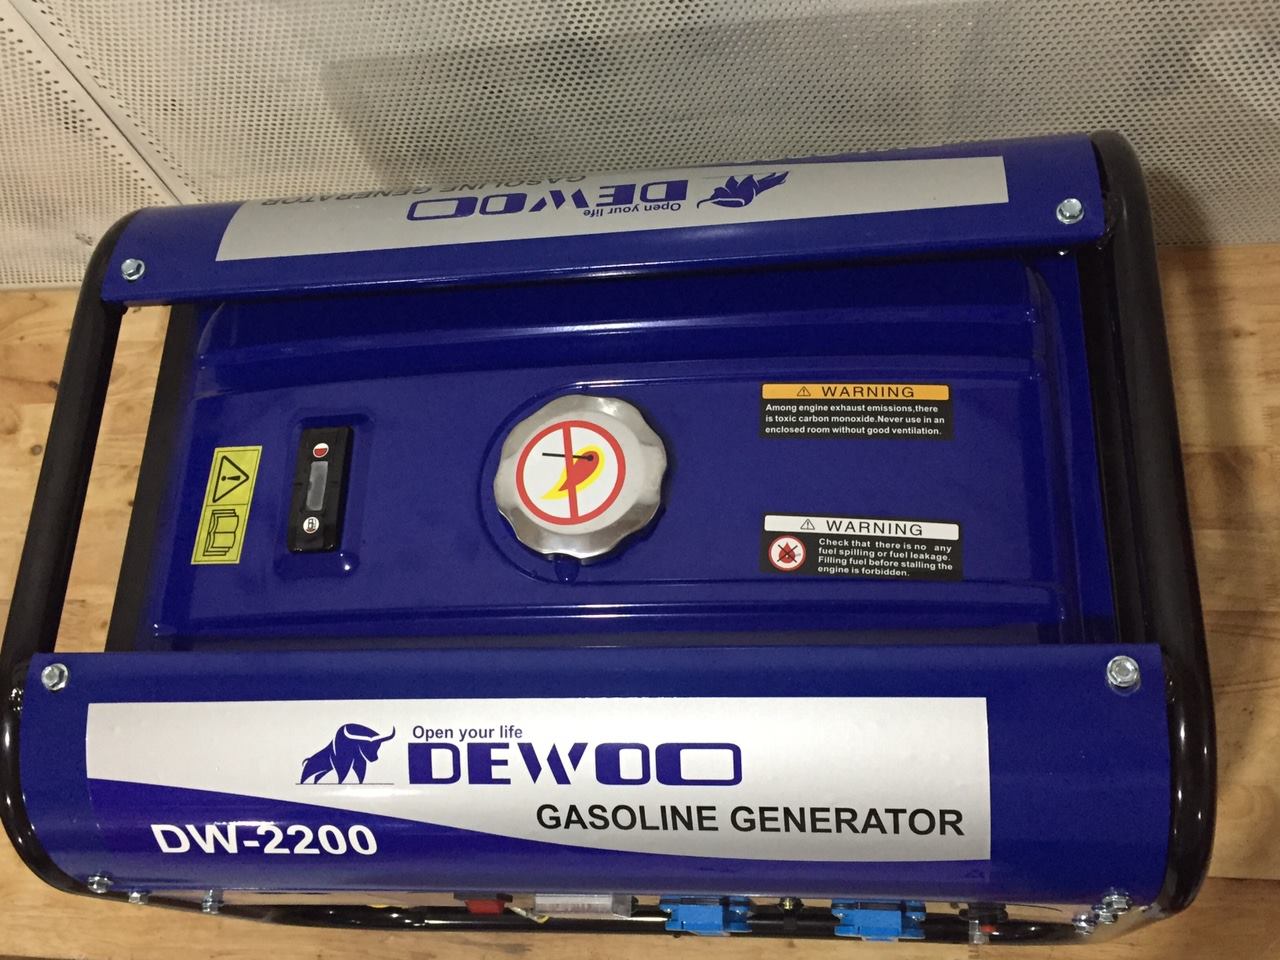 GASOLINE GENERATOR
DEWOO
Open your life
WARNING
Among engine exhaust emissions,there
is toxic carbon monoxide.Never use in an
enclosed room without good ventilation.
WARNING
Check that there is no any
fuel spilling or fuel leakage.
Filling fuel before stalling the
engine is forbidden.
Open your life
DEWOO
GASOLINE GENERATOR
DW-2200